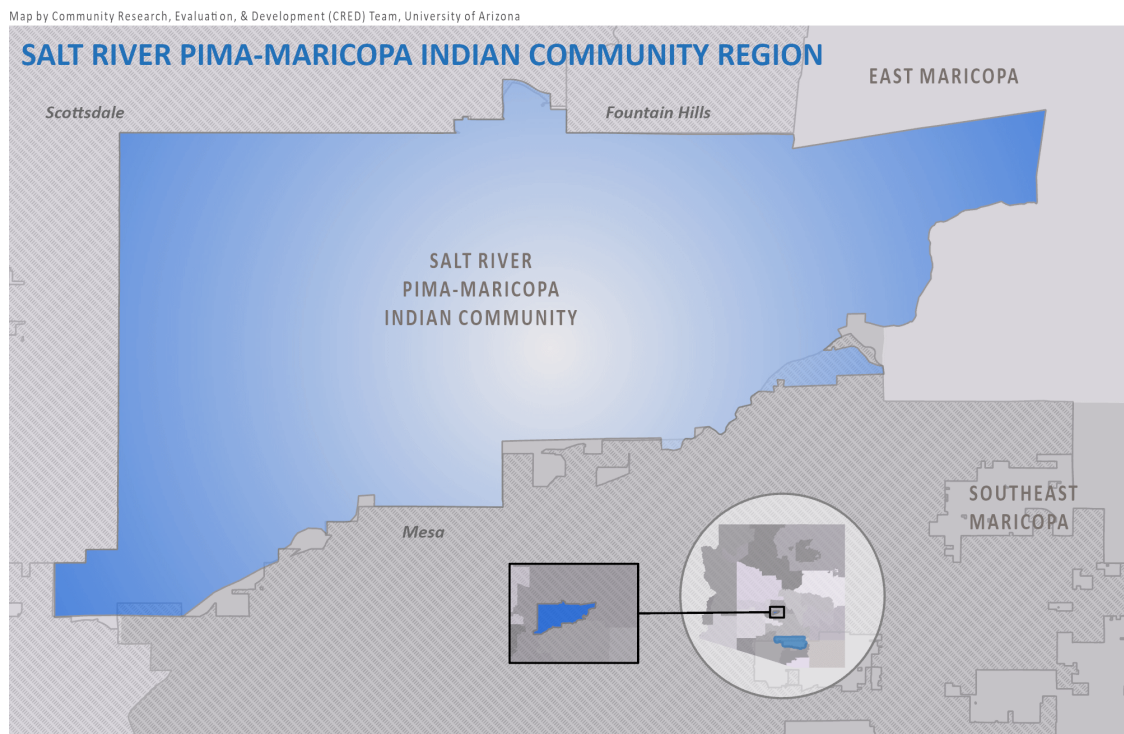 Map by Community Research, Evaluation, & Development (CRED) Team, University of Arizona
SALT RIVER PIMA-MARICOPA INDIAN COMMUNITY REGION
EAST MARICOPA
Scottsdale
Fountain Hills
SALT RIVER
PIMA-MARICOPA
INDIAN COMMUNITY
SOUTHEAST
MARICOPA
Mesa